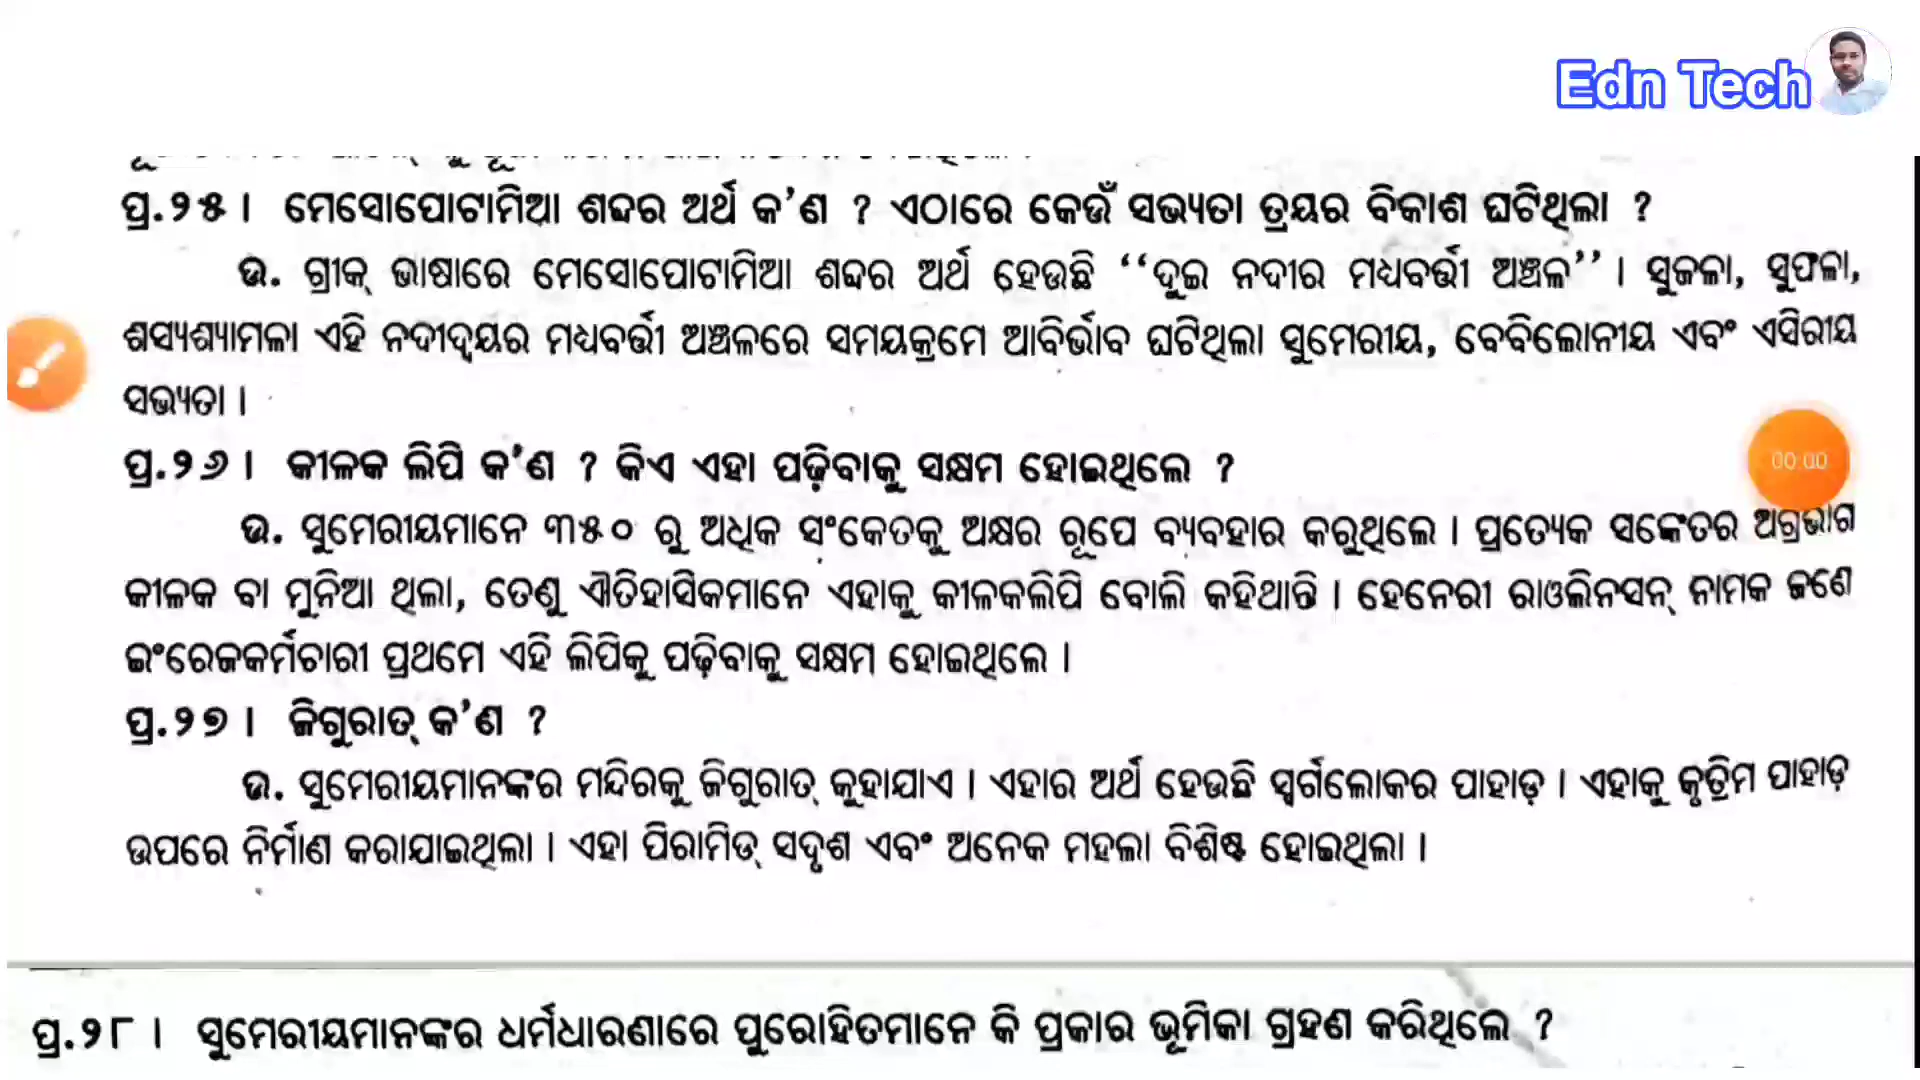 Edn Tech
ପ୍ର.୨୫ । ମେସୋପୋଟାମିଆ ଶବ୍ଦର ଅର୍ଥ କ'ଣ ? ଏଠାରେ କେଉଁ ସଭ୍ୟତା ତ୍ରୟର ବିକାଶ ଘଟିଥିଲା ?
ଉ. ଗ୍ରୀକ୍ ଭାଷାରେ ମେସୋପୋଟାମିଆ ଶବ୍ଦର ଅର୍ଥ ହେଉଛି ‘‘ଦୁଇ ନଦୀର ମଧ୍ୟବର୍ତ୍ତୀ ଅଞ୍ଚଳ’’ । ସୁଜଳା, ସୁଫଳା,
ଶସ୍ୟଶ୍ୟାମଳା ଏହି ନଦୀଦ୍ୱୟର ମଧ୍ୟବର୍ତ୍ତୀ ଅଞ୍ଚଳରେ ସମୟକ୍ରମେ ଆବିର୍ଭାବ ଘଟିଥିଲା ସୁମେରୀୟ, ବେବିଲୋନୀୟ ଏବଂ ଏସିରୀୟ
ସଭ୍ୟତା ।
ପ୍ର.୨୬ । କୀଳକ ଲିପି କ'ଣ ? କିଏ ଏହା ପଢ଼ିବାକୁ ସକ୍ଷମ ହୋଇଥିଲେ ?
00:00
ଉ. ସୁମେରୀୟମାନେ ୩୫୦ ରୁ ଅଧିକ ସଂକେତକୁ ଅକ୍ଷର ରୂପେ ବ୍ୟବହାର କରୁଥିଲେ । ପ୍ରତ୍ୟେକ ସଙ୍କେତର ଅଗ୍ରଭାଗ
କୀଳକ ବା ମୁନିଆ ଥିଲା, ତେଣୁ ଐତିହାସିକମାନେ ଏହାକୁ କୀଳକଲିପି ବୋଲି କହିଥାନ୍ତି । ହେନେରୀ ରାଓଲିନସନ୍ ନାମକ ଜଣେ
ଇଂରେଜକର୍ମଚାରୀ ପ୍ରଥମେ ଏହି ଲିପିକୁ ପଢ଼ିବାକୁ ସକ୍ଷମ ହୋଇଥିଲେ ।
ପ୍ର.୨୭ । ଜିଗୁରାତ୍ କ'ଣ ?
ଉ. ସୁମେରୀୟମାନଙ୍କର ମନ୍ଦିରକୁ ଜିଗୁରାତ୍ କୁହାଯାଏ । ଏହାର ଅର୍ଥ ହେଉଛି ସ୍ୱର୍ଗଲୋକର ପାହାଡ଼ । ଏହାକୁ କୃତ୍ରିମ ପାହାଡ଼
ଉପରେ ନିର୍ମାଣ କରାଯାଇଥିଲା । ଏହା ପିରାମିଡ୍ ସଦୃଶ ଏବଂ ଅନେକ ମହଲା ବିଶିଷ୍ଟ ହୋଇଥିଲା ।
ପ୍ର.୨୮ । ସୁମେରୀୟମାନଙ୍କର ଧର୍ମଧାରଣାରେ ପୁରୋହିତମାନେ କି ପ୍ରକାର ଭୂମିକା ଗ୍ରହଣ କରିଥିଲେ ?